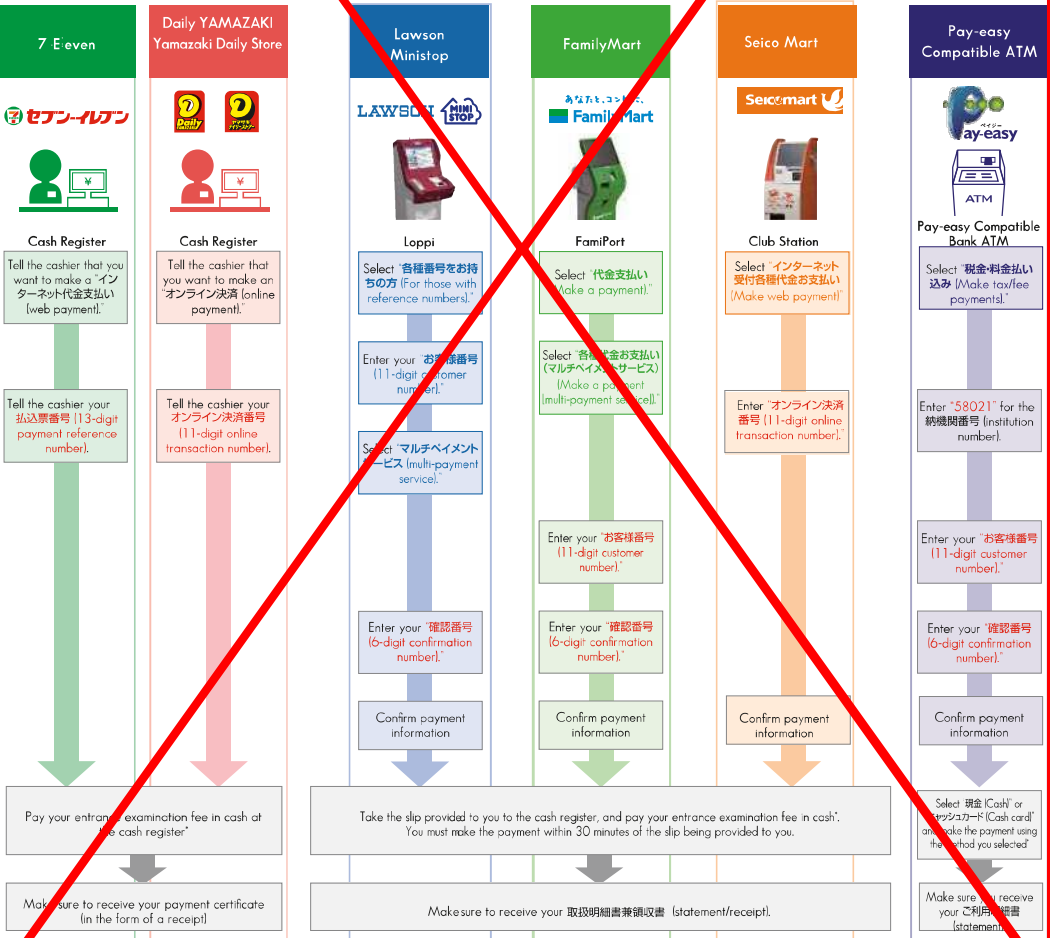 7 Eleven
Daily YAMAZAKI
Yamazaki Daily Store
Lawson
Ministop
FamilyMart
Seico Mart
Pay-easy
Compatible ATM
セブン-イレブン
Daily
YAMAZAKI
ヤマザキ
デイリーストアー
LAWSON
MINI
STOP
あなたと、コンビに、
FamilyMart
Seicomart
ペイジー
Pay-easy
¥
¥
ATM
Cash Register
Cash Register
Loppi
FamiPort
Club Station
Pay-easy Compatible
Bank ATM
Tell the cashier that you
want to make a "イン
ターネット代金支払い
(web payment)."
Tell the cashier that
you want to make an
"オンライン決済 (online
payment)."
Select "各種番号をお持
ちの方 (For those with
reference numbers)."
Select "代金支払い
(Make a payment)."
Select "インターネット
受付各種代金お支払い
(Make web payment)"
Select "税金・料金払い
込み (Make tax/fee
payments)."
Enter your "お客様番号
(11-digit customer
number)."
Select "各種代金お支払い
(マルチペイメントサービス)
(Make a payment
[multi-payment service])."
Tell the cashier your
払込票番号 (13-digit
payment reference
number).
Tell the cashier your
オンライン決済番号
(11-digit online
transaction number).
Select "マルチペイメント
サービス (multi-payment
service)."
Enter "オンライン決済
番号 (11-digit online
transaction number)."
Enter "58021" for the
納機関番号 (institution
number).
Enter your "お客様番号
(11-digit customer
number)."
Enter your "お客様番号
(11-digit customer
number)."
Enter your "確認番号
(6-digit confirmation
number)."
Enter your "確認番号
(6-digit confirmation
number)."
Enter your "確認番号
(6-digit confirmation
number)."
Confirm payment
information
Confirm payment
information
Confirm payment
information
Confirm payment
information
Pay your entrance examination fee in cash at
the cash register*
Take the slip provided to you to the cash register, and pay your entrance examination fee in cash*.
You must make the payment within 30 minutes of the slip being provided to you.
Select "現金 (Cash)" or
"キャッシュカード (Cash card)"
and make the payment using
the method you selected*
Make sure to receive your payment certificate
(in the form of a receipt)
Make sure to receive your 取扱明細書兼領収書 (statement/receipt).
Make sure you receive
your ご利用明細書
(statement)